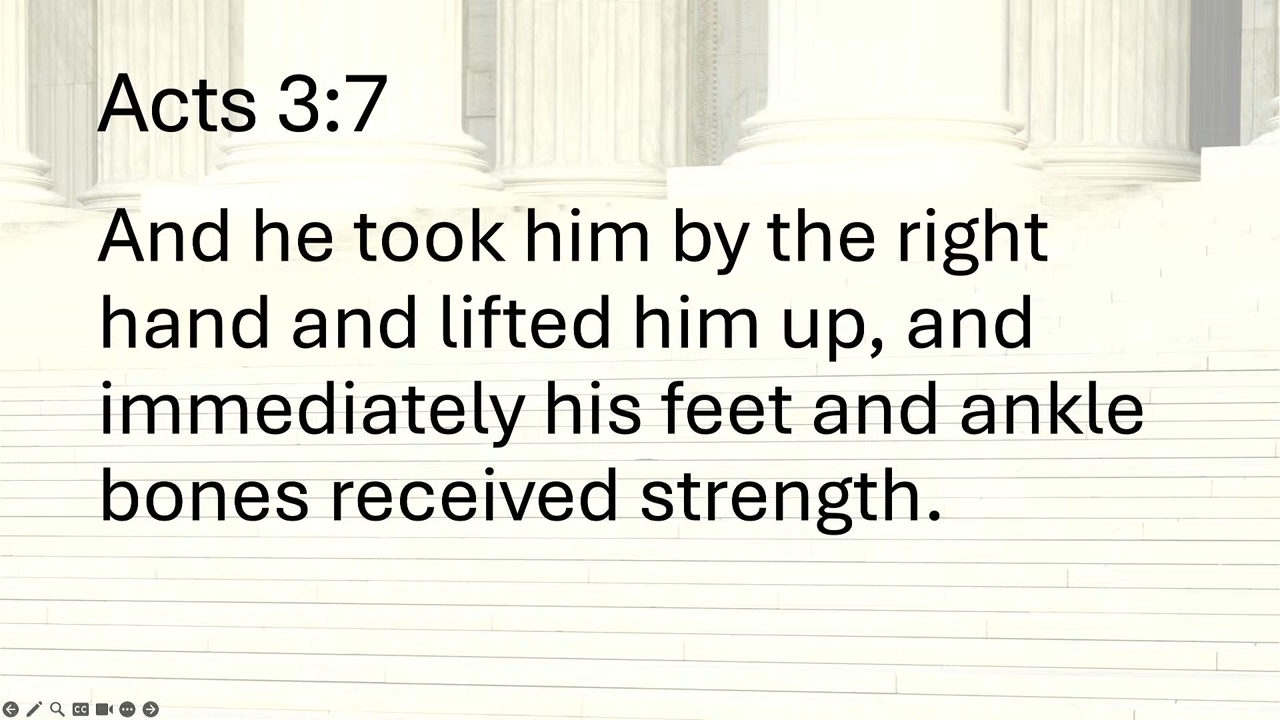 Acts 3:7
And he took him by the right
hand and lifted him up, and
immediately his feet and ankle
bones received strength.
CC